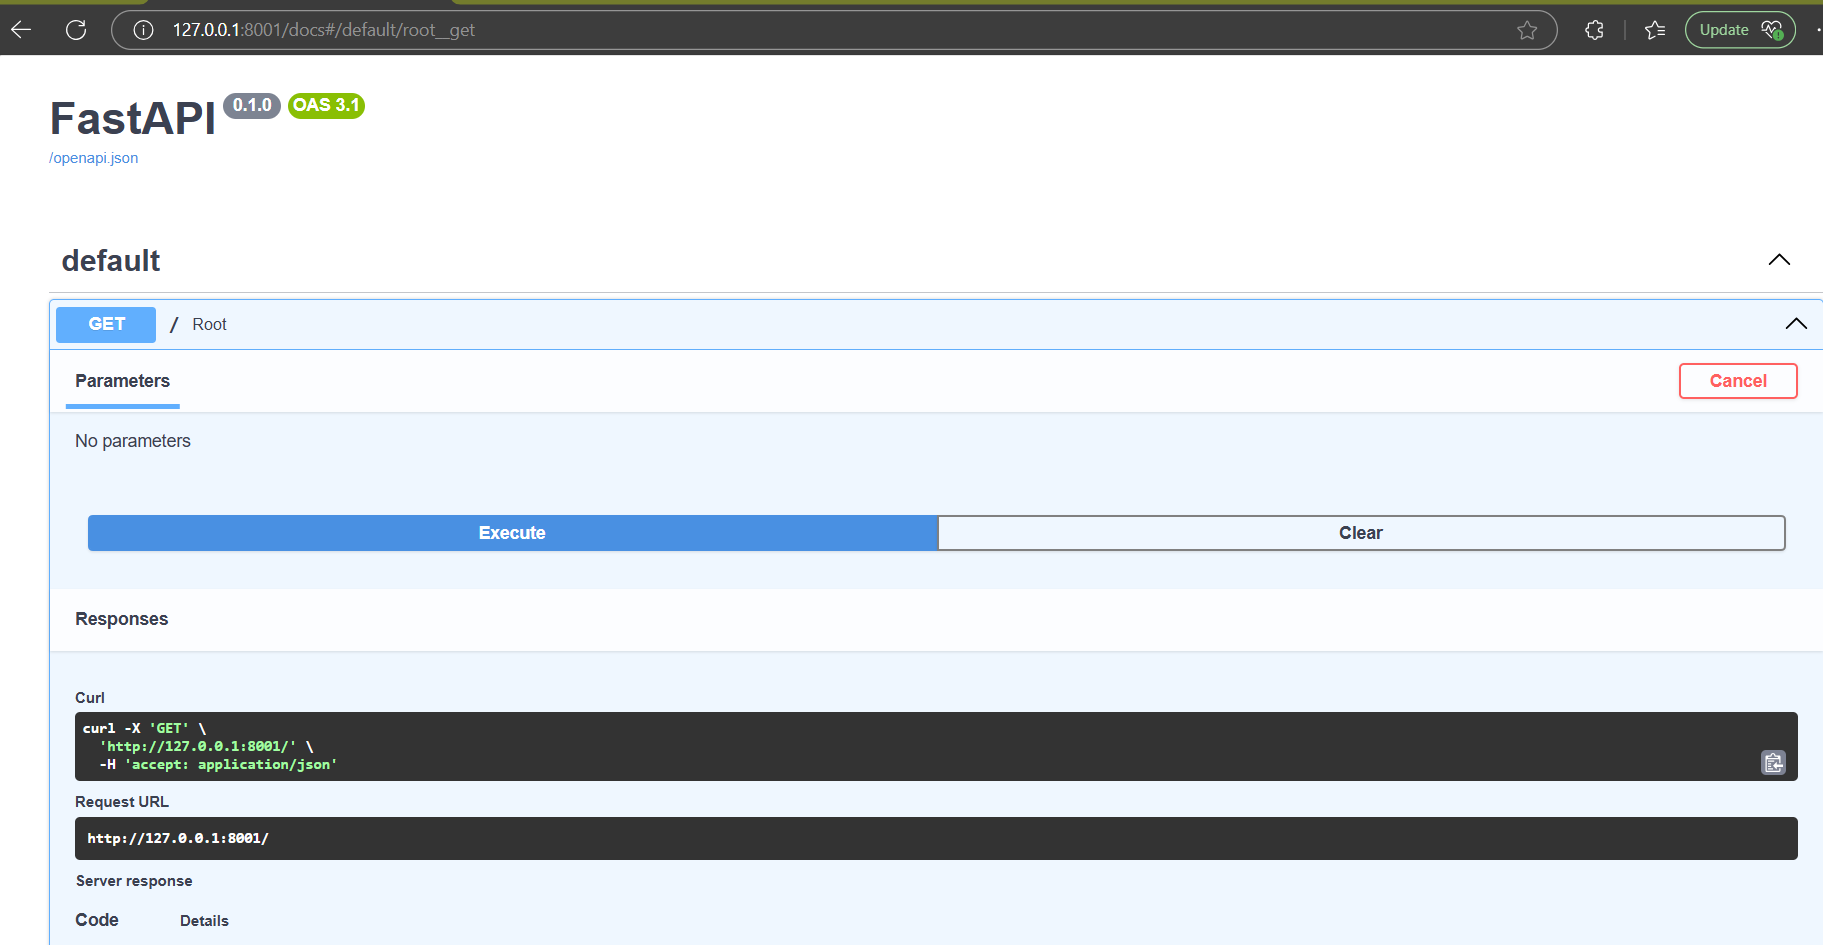 127.0.0.1:8001/docs#/default/root__get
Update
FastAPI 0.1.0 OAS 3.1
/openapi.json
default
GET / Root
Parameters
Cancel
No parameters
Execute
Clear
Responses
Curl
curl -X 'GET' \
'http://127.0.0.1:8001/' \
-H 'accept: application/json'
Request URL
http://127.0.0.1:8001/
Server response
Code Details